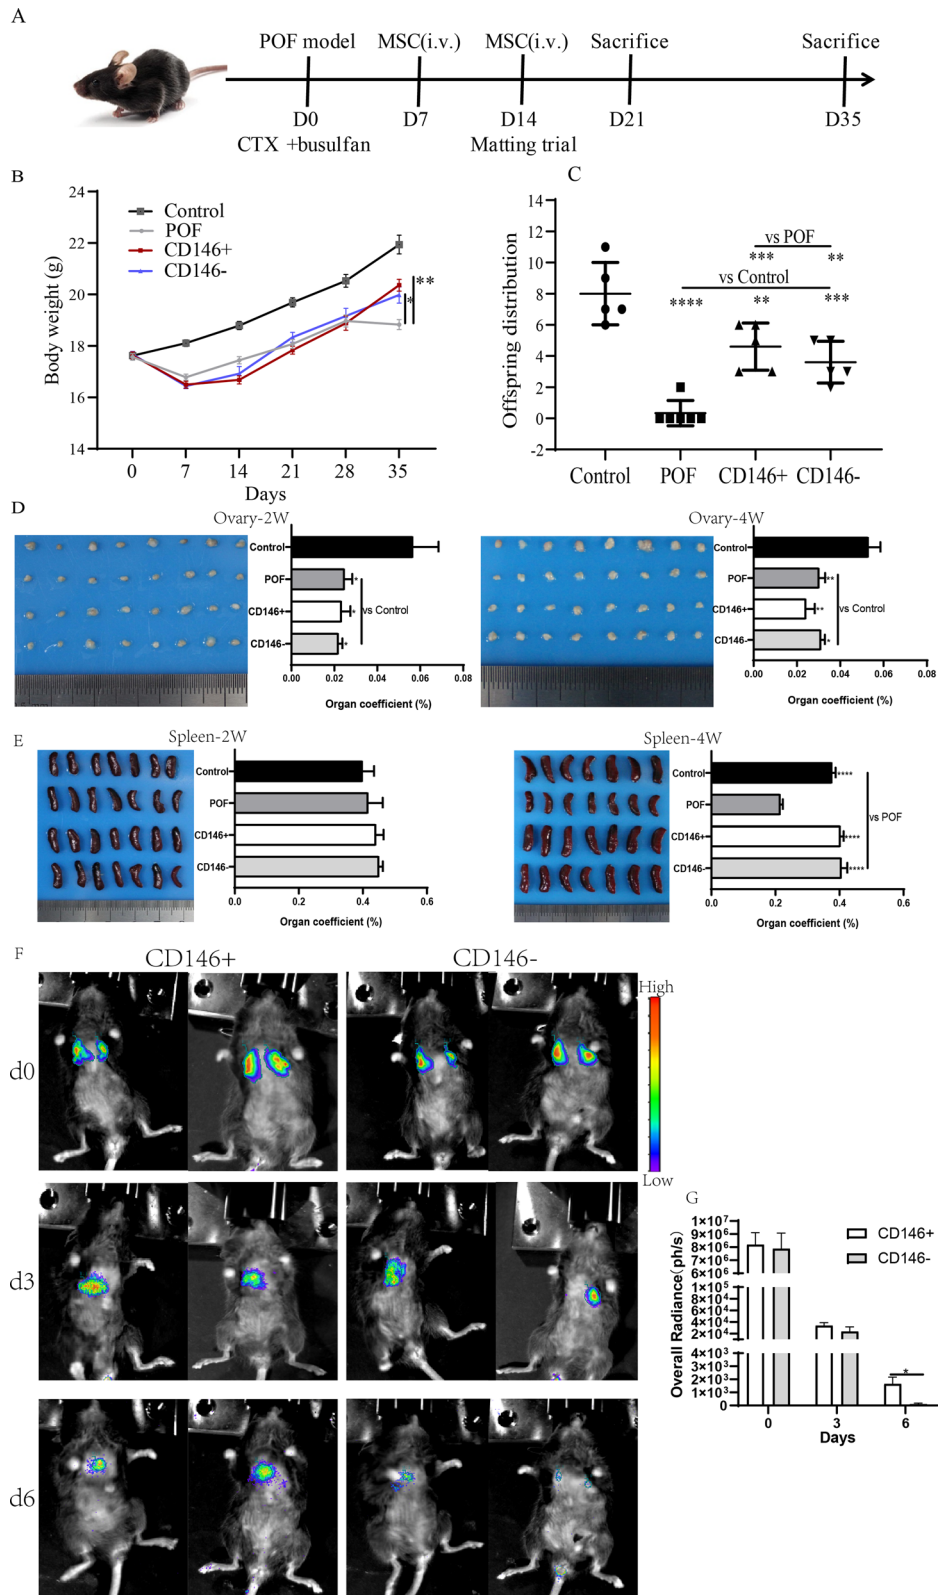 A
POF model MSC(i.v.) MSC(i.v.) Sacrifice Sacrifice
D0 D7 D14 D21 D35
CTX +busulfan Matting trial
B
Body weight (g)
24
22
20
18
16
14
Control
POF
CD146+
CD146-
*
**
0 7 14 21 28 35
Days
C
Offspring distribution
14
12
10
8
6
4
2
0
-2
vs POF
*** **
vs Control
**** ** ***
Control POF CD146+ CD146-
D
Ovary-2W
Control
POF *
CD146+ *
CD146- *
vs Control
0.00 0.02 0.04 0.06 0.08
Organ coefficient (%)
Ovary-4W
Control
POF **
CD146+ **
CD146- *
vs Control
0.00 0.02 0.04 0.06 0.08
Organ coefficient (%)
E
Spleen-2W
Control
POF
CD146+
CD146-
0.0 0.2 0.4 0.6
Organ coefficient (%)
Spleen-4W
Control ****
POF
CD146+ ****
CD146- ****
vs POF
0.0 0.2 0.4 0.6
Organ coefficient (%)
F
CD146+ CD146-
d0
d3
d6
High
Low
G
Overall Radiance(ph/s)
1×10⁷
9×10⁶
8×10⁶
7×10⁶
6×10⁶
1×10⁵
4×10⁴
2×10⁴
4×10³
3×10³
2×10³
1×10³
0
CD146+
CD146-
*
0 3 6
Days